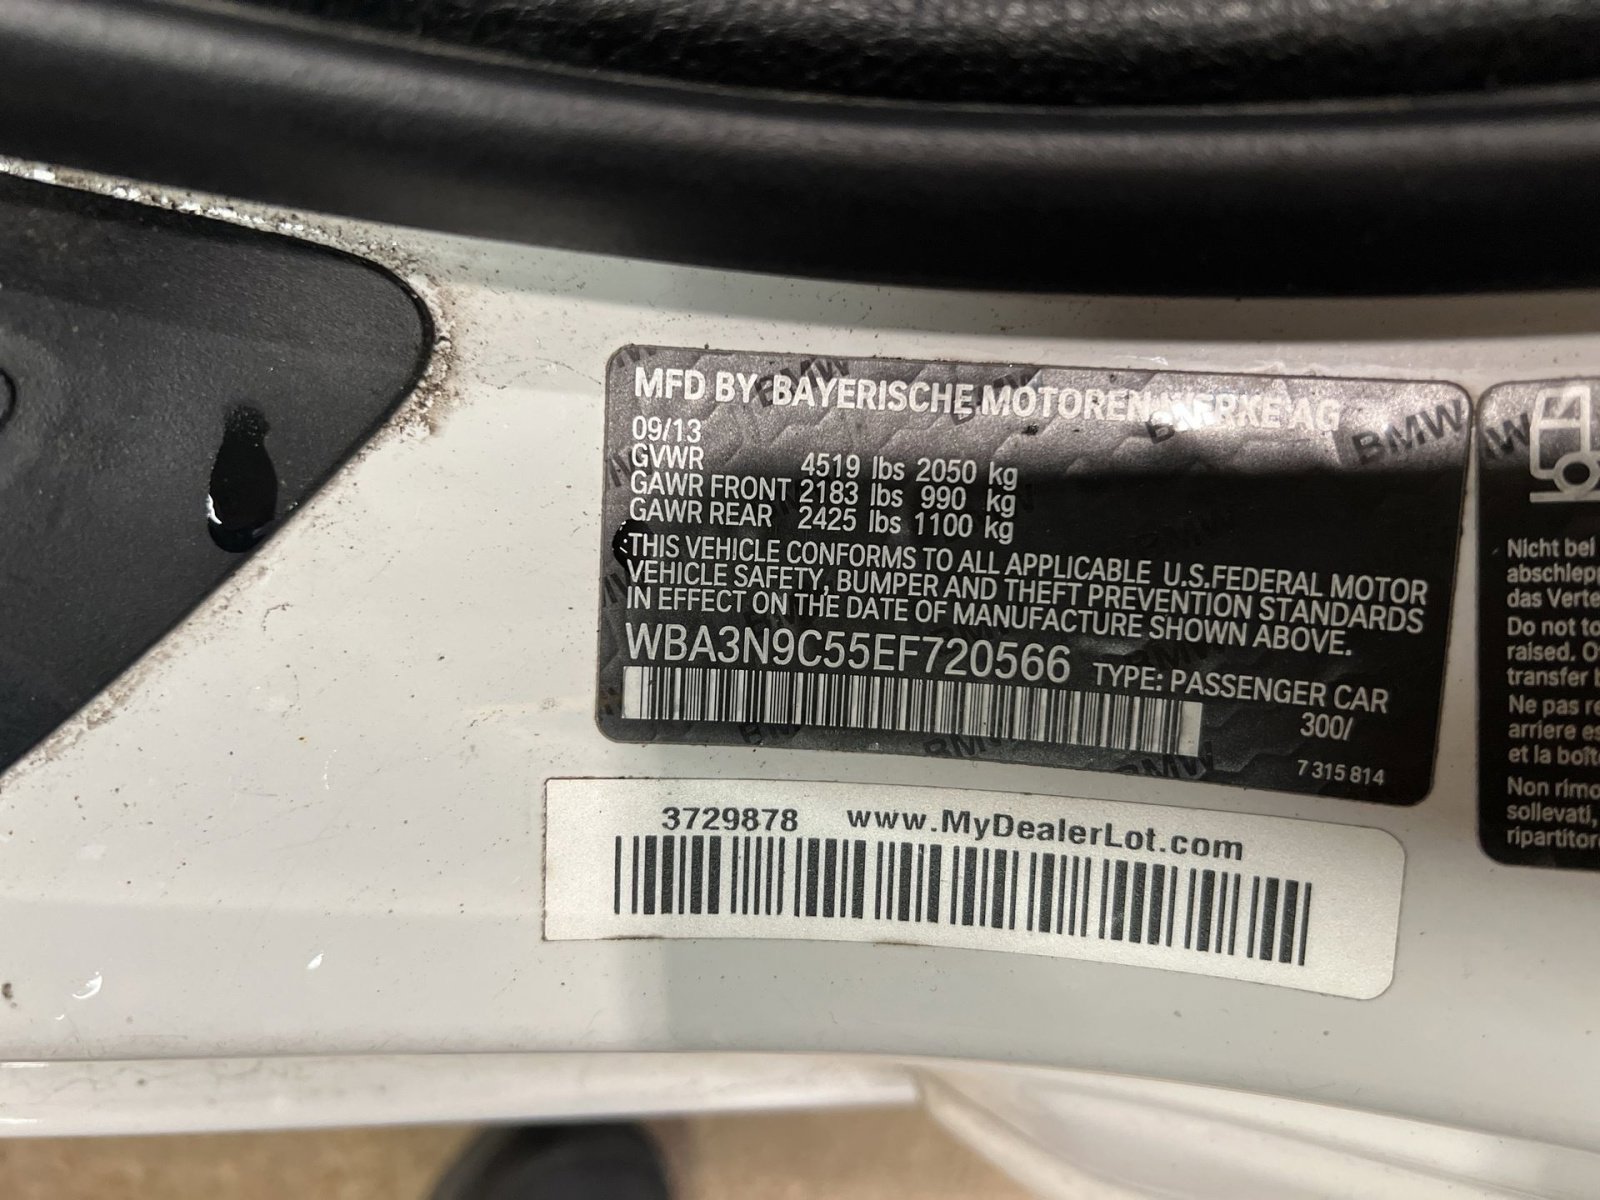 MFD BY BAYERISCHE MOTOREN WERKE AG
09/13
GVWR 4519 lbs 2050 kg
GAWR FRONT 2183 lbs 990 kg
GAWR REAR 2425 lbs 1100 kg
THIS VEHICLE CONFORMS TO ALL APPLICABLE U.S.FEDERAL MOTOR
VEHICLE SAFETY, BUMPER AND THEFT PREVENTION STANDARDS
IN EFFECT ON THE DATE OF MANUFACTURE SHOWN ABOVE.
WBA3N9C55EF720566 TYPE: PASSENGER CAR
300/
7 315 814
3729878 www.MyDealerLot.com
Nicht bei
abschlepp
das Verte
Do not to
raised. O
transfer b
Ne pas re
arriere es
et la boît
Non rimo
sollevati,
ripartitor